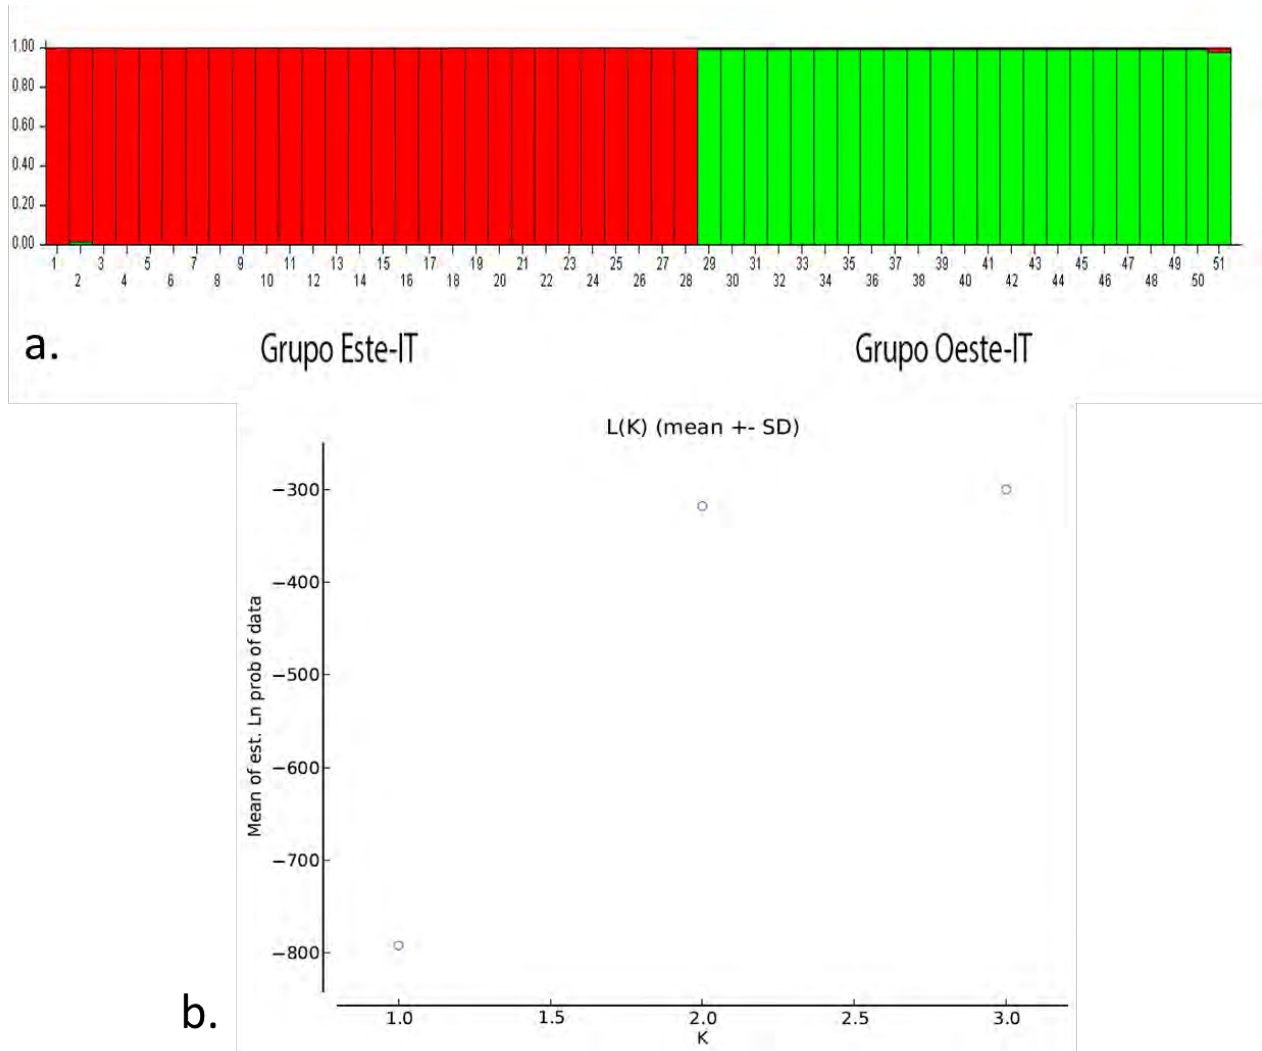 1.00
0.80
0.60
0.40
0.20
0.00
1 3 5 7 9 11 13 15 17 19 21 23 25 27 29 31 33 35 37 39 41 43 45 47 49 51
2 4 6 8 10 12 14 16 18 20 22 24 26 28 30 32 34 36 38 40 42 44 46 48 50
a.
Grupo Este-IT
Grupo Oeste-IT
L(K) (mean +- SD)
Mean of est. Ln prob of data
−300
−400
−500
−600
−700
−800
1.0 1.5 2.0 2.5 3.0
K
b.